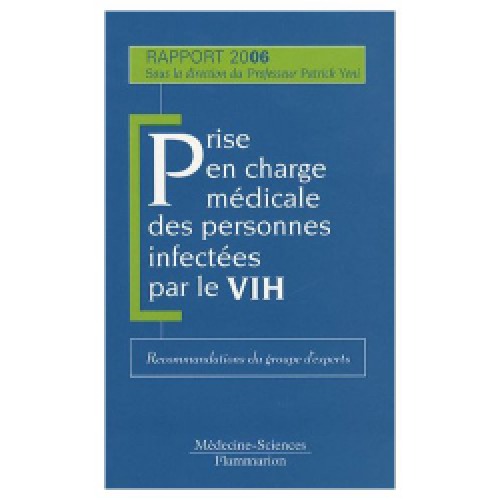 RAPPORT 2006
Sous la direction du Professeur Patrick Yeni
Prise
en charge
médicale
des personnes
infectées
par le VIH
Recommandations du groupe d'experts
Médecine-Sciences
Flammarion